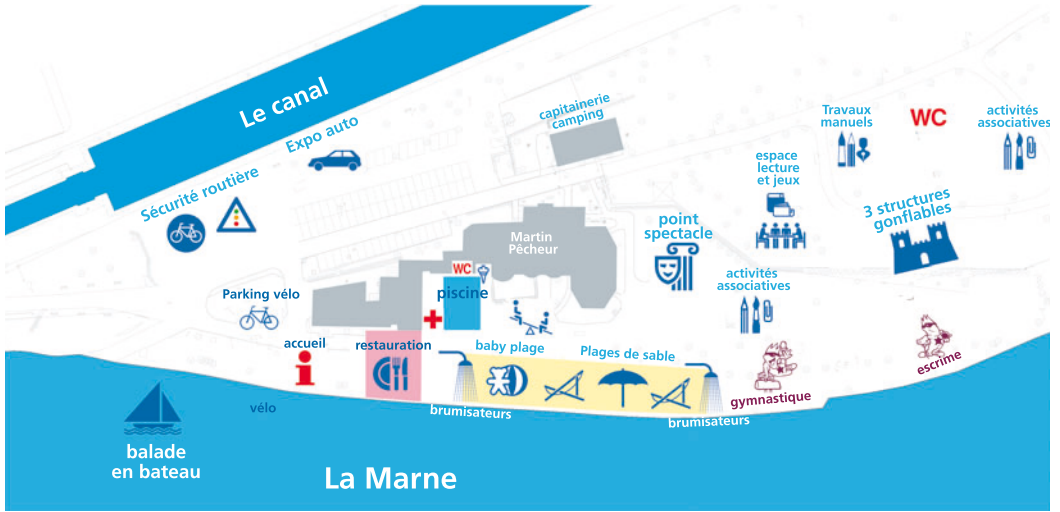 Le canal
Expo auto
Sécurité routière
capitainerie
camping
Travaux
manuels
WC
activités
associatives
espace
lecture
et jeux
3 structures
gonflables
point
spectacle
Martin
Pêcheur
WC
piscine
activités
associatives
Parking vélo
accueil
restauration
baby plage
Plages de sable
escrime
gymnastique
vélo
brumisateurs
brumisateurs
balade
en bateau
La Marne